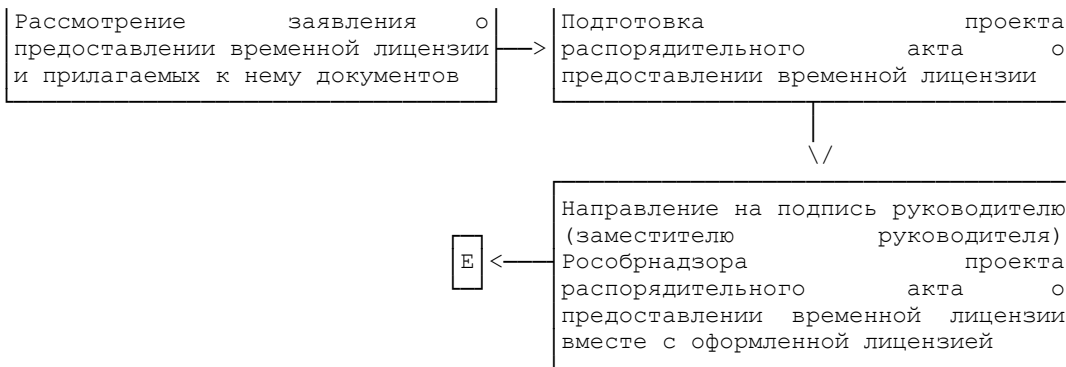 Рассмотрение заявления о
предоставлении временной лицензии
и прилагаемых к нему документов
Подготовка проекта
распорядительного акта о
предоставлении временной лицензии
Направление на подпись руководителю
(заместителю руководителя)
Рособрнадзора проекта
распорядительного акта о
предоставлении временной лицензии
вместе с оформленной лицензией
Е